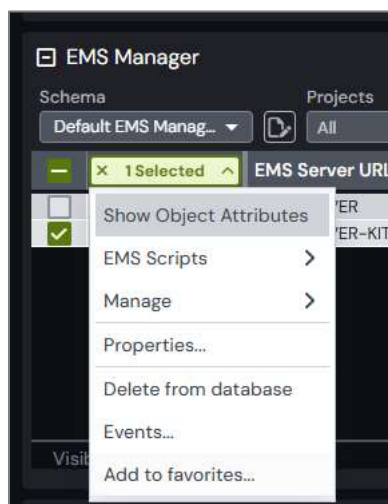 EMS Manager
Schema Projects
Default EMS Manag... All
1 Selected EMS Server URL
Show Object Attributes
ER
EMS Scripts
ER-KIT
Manage
Properties...
Delete from database
Events...
Visib
Add to favorites...